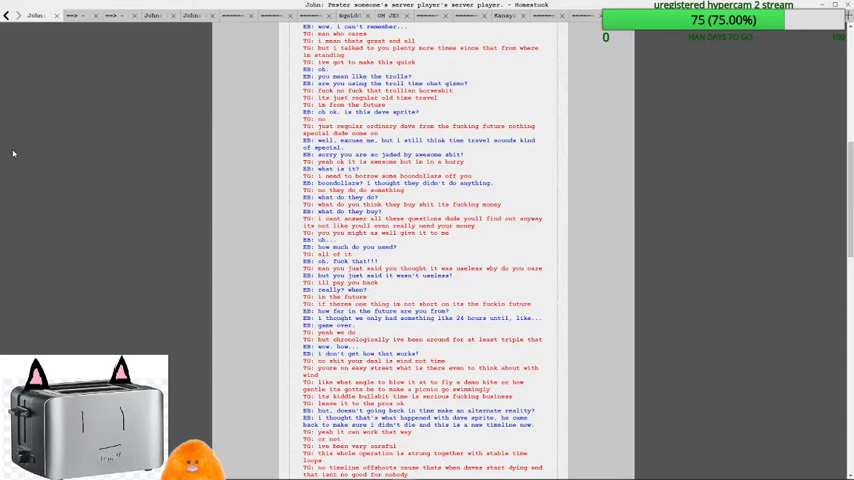 John: Pester someone's server player's server player. - Homestuck
unregistered hypercam 2 stream
John: ==> - ==> - John: John: Squid OH JE Kanay
75 (75.00%)
0 NAN DAYS TO GO 100
EB: wow, i can't remember...
TG: man who cares
TG: i mean thats great and all
TG: but i talked to you plenty more times since that from where
im standing
TG: ive got to make this quick
EB: oh.
EB: you mean like the trolls?
EB: are you using the troll time chat gizmo?
TG: fuck no fuck that trollian horseshit
TG: its just regular old time travel
TG: im from the future
EB: oh ok. is this dave sprite?
TG: no
TG: just regular ordinary dave from the fucking future nothing
special dude come on
EB: well, excuse me, but i still think time travel sounds kind
of special.
EB: sorry you are so jaded by awesome shit!
TG: yeah ok it is awesome but im in a hurry
EB: what is it?
TG: i need to borrow some boondollars off you
EB: boondollars? i thought they didn't do anything.
TG: no they do do something
EB: what do they do?
TG: what do you think they buy shit its fucking money
EB: what do they buy?
TG: i cant answer all these questions dude youll find out anyway
its not like youll even really need your money
TG: you you might as well give it to me
EB: uh...
EB: how much do you need?
TG: all of it
EB: oh, fuck that!!!
TG: man you just said you thought it was useless why do you care
EB: but you just said it wasn't useless!
TG: ill pay you back
EB: really? when?
TG: in the future
TG: if theres one thing im not short on its the fuckin future
EB: how far in the future are you from?
EB: i thought we only had something like 24 hours until, like...
EB: game over.
TG: yeah we do
TG: but chronologically ive been around for at least triple that
EB: wow, how...
EB: i don't get how that works!
TG: no shit your deal is wind not time
TG: youre on easy street what is there even to think about with
wind
TG: like what angle to blow it at to fly a damn kite or how
gentle its gotta be to make a picnic go swimmingly
TG: its kiddie bullshit time is serious fucking business
TG: leave it to the pros ok
EB: but, doesn't going back in time make an alternate reality?
EB: i thought that's what happened with dave sprite, he came
back to make sure i didn't die and this is a new timeline now.
TG: yeah it can work that way
TG: or not
TG: ive been very careful
TG: this whole operation is strung together with stable time
loops
TG: no timeline offshoots cause thats when daves start dying and
that isnt no good for nobody